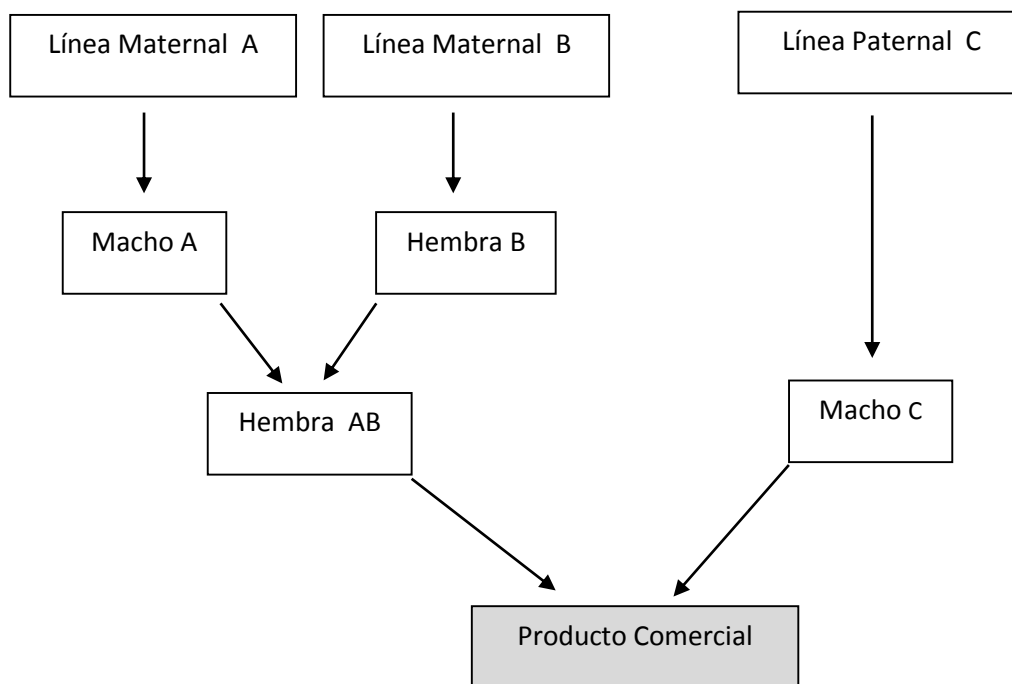 Línea Maternal A
Línea Maternal B
Línea Paternal C
Macho A
Hembra B
Hembra AB
Macho C
Producto Comercial